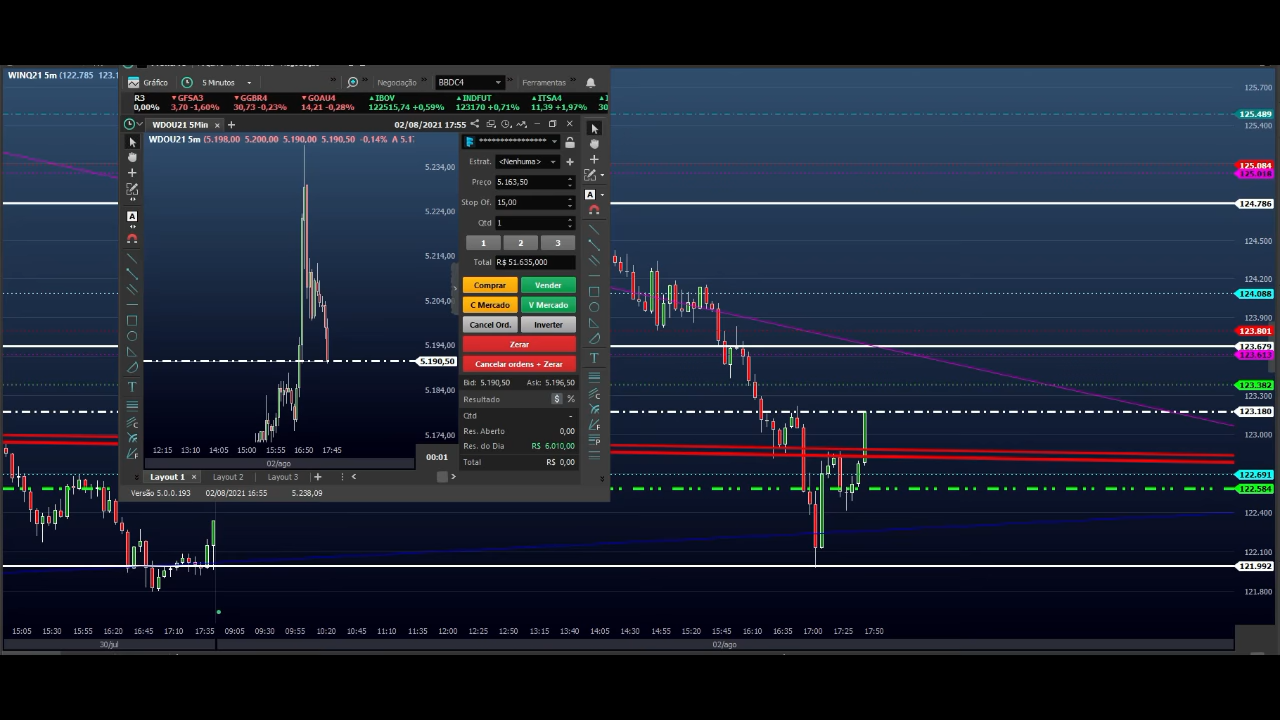 WINQ21 5m (122.785 123.1
Gráfico 5 Minutos Negociação BBDC4 Ferramentas
R3 GFSA3 GGBR4 GOAU4 IBOV INDFUT ITSA4
0,00% 3,70 -1,60% 30,73 -0,23% 14,21 -0,28% 122515,74 +0,59% 123170 +0,71% 11,39 +1,97%
WDOU21 5Min × + 02/08/2021 17:55
WDOU21 5m (5.198,00 5.200,00 5.190,00 5.190,50 -0,14% A 5.1
5.234,00
5.224,00
5.214,00
5.204,00
5.194,00
5.190,50
5.184,00
5.174,00
12:15 13:10 14:05 15:00 15:55 16:50 17:45
02/ago
00:01
****************
Estrat. <Nenhuma>
Preço 5.163,50
Stop Of. 15,00
Qtd 1
1 2 3
Total R$ 51.635,000
Comprar Vender
C Mercado V Mercado
Cancel Ord. Inverter
Zerar
Cancelar ordens + Zerar
Bid: 5.190,50 Ask: 5.196,50
Resultado $ %
Qtd -
Res. Aberto 0,00
Res. do Dia R$ 6.010,00
Total R$ 0,00
Layout 1 × Layout 2 Layout 3 +
Versão 5.0.0.193 02/08/2021 16:55 5.238,09
125.700
125.489
125.400
125.084
125.018
124.786
124.500
124.088
123.900
123.801
123.679
123.613
123.382
123.300
123.180
123.000
122.691
122.584
122.400
122.100
121.992
121.800
15:05 15:30 15:55 16:20 16:45 17:10 17:35 09:05 09:30 09:55 10:20 10:45 11:10 11:35 12:00 12:25 12:50 13:15 13:40 14:05 14:30 14:55 15:20 15:45 16:10 16:35 17:00 17:25 17:50
30/jul 02/ago